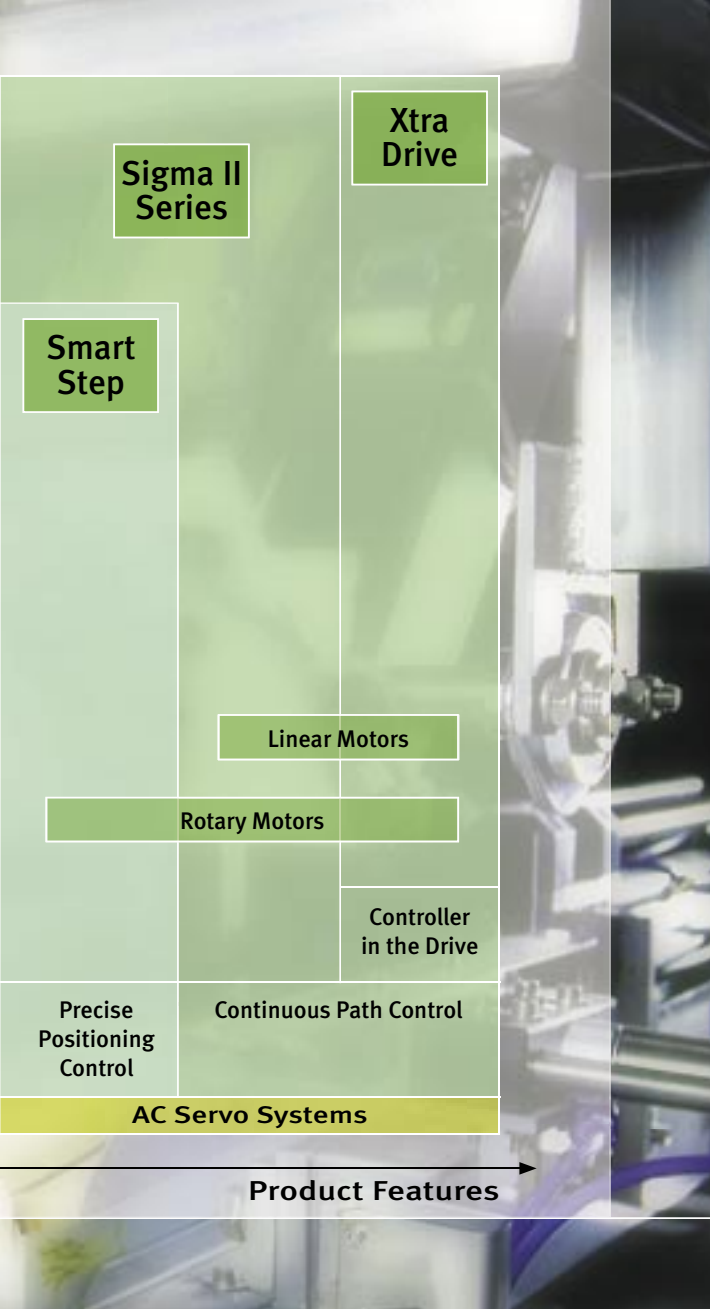 Xtra
Drive
Sigma II
Series
Smart
Step
Linear Motors
Rotary Motors
Controller
in the Drive
Precise
Positioning
Control
Continuous Path Control
AC Servo Systems
Product Features